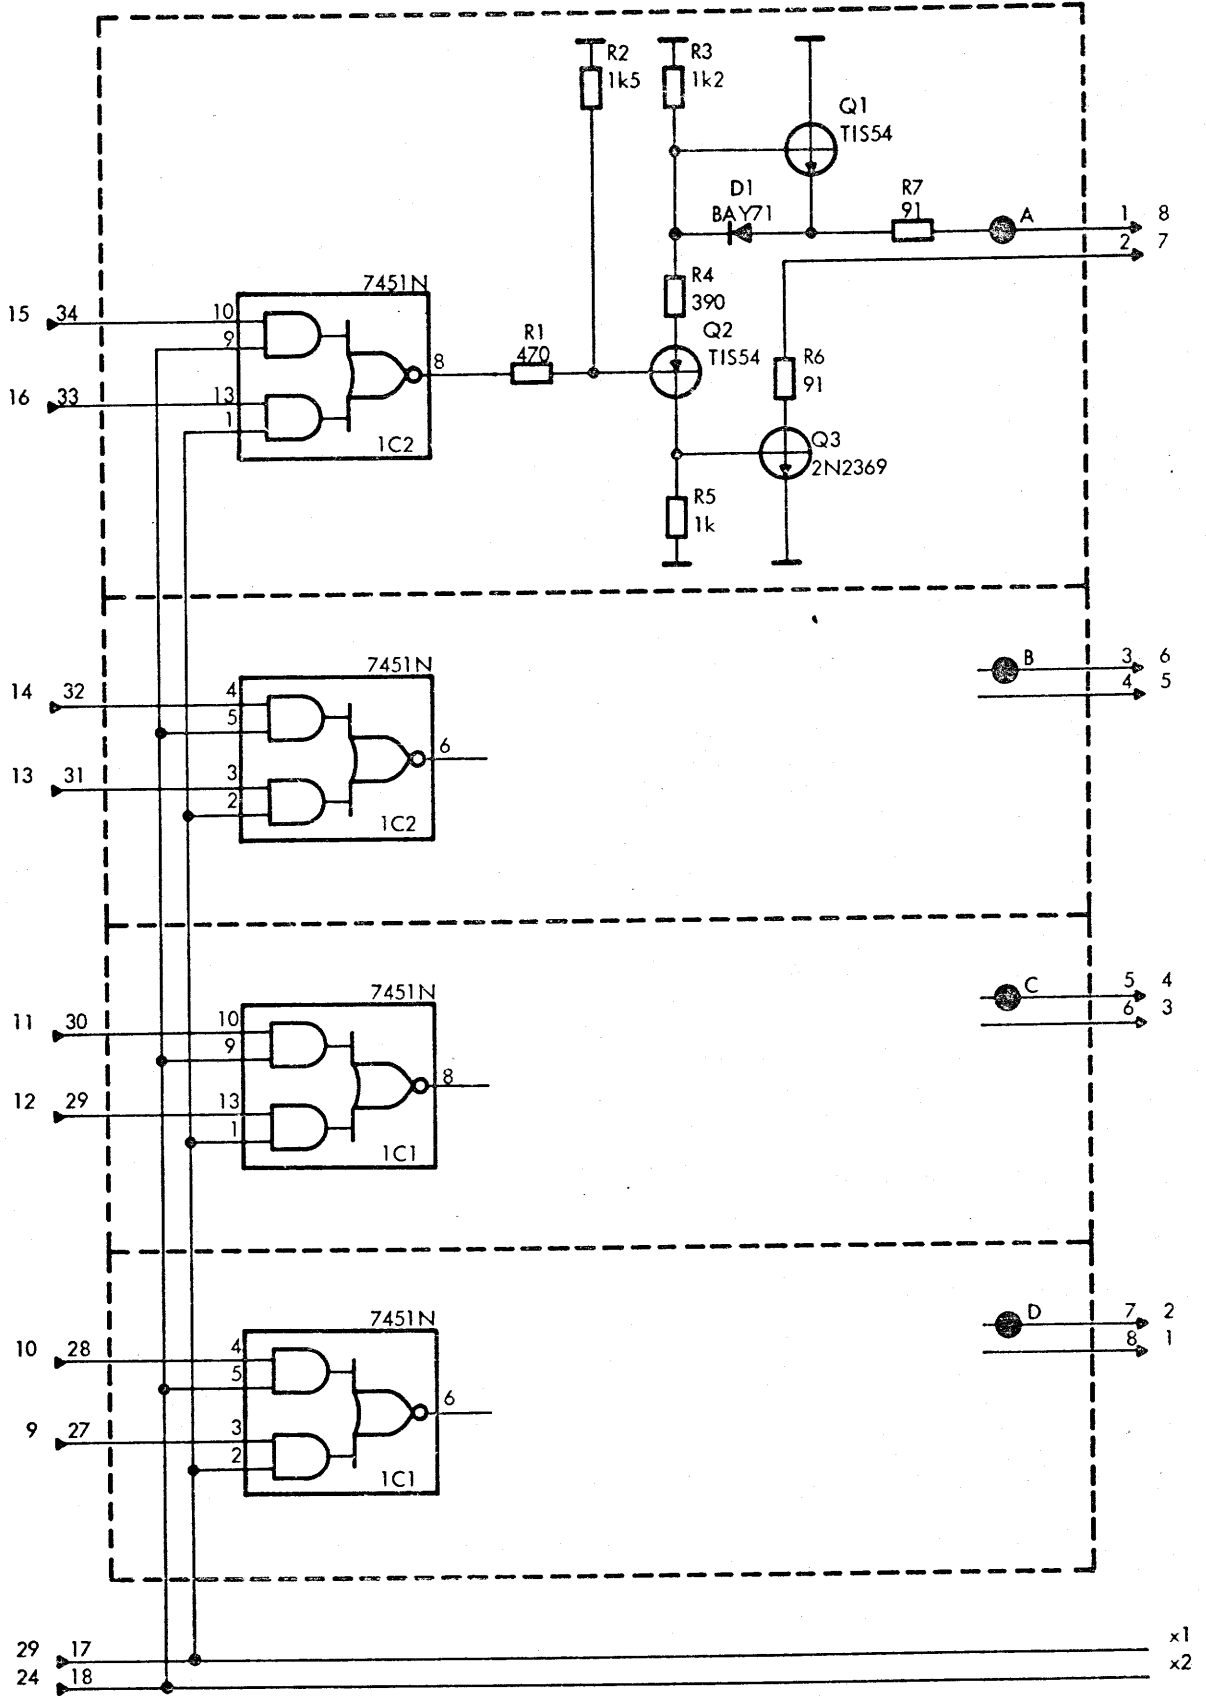 R2
1k5
R3
1k2
Q1
TIS54
D1
BAY71
R7
91
A
1 8
2 7
7451N
R4
390
15 34 10
9
R1
470
Q2
TIS54
R6
91
8
16 33 13
1
1C2
Q3
2N2369
R5
1k
7451N
B 3 6
4 5
14 32 4
5
6
13 31 3
2
1C2
7451N
C 5 4
6 3
11 30 10
9
8
12 29 13
1
1C1
7451N
D 7 2
8 1
10 28 4
5
6
9 27 3
2
1C1
29 17 x1
24 18 x2